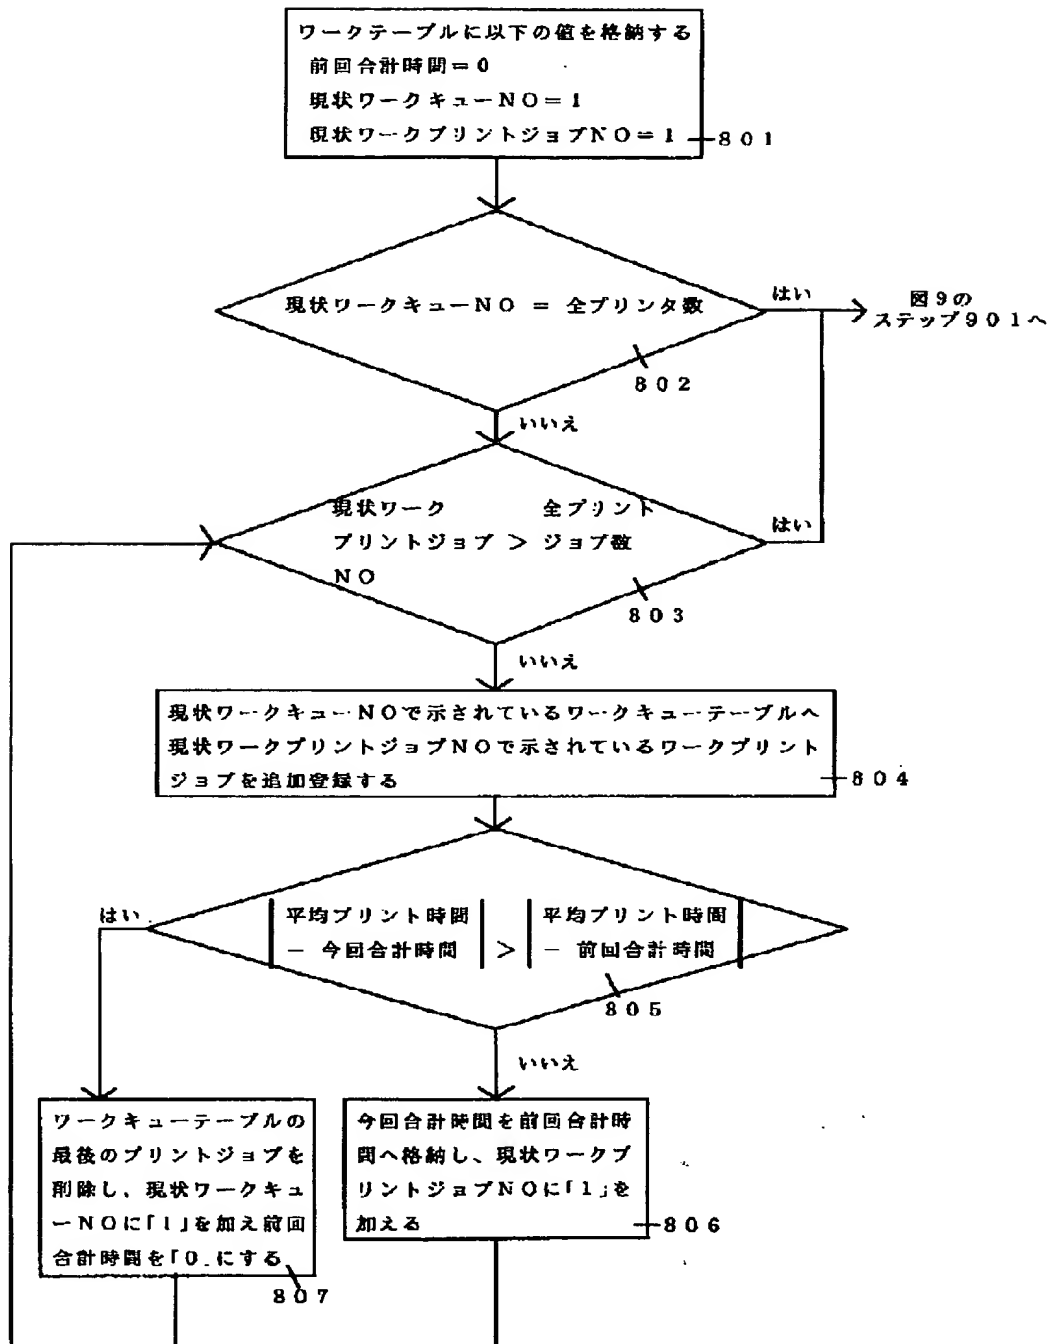 ワークテーブルに以下の値を格納する
前回合計時間＝0
現状ワークキューNO＝1
現状ワークプリントジョブNO＝1
801
現状ワークキューNO ＝ 全プリンタ数
はい
図9の
ステップ901へ
802
いいえ
現状ワーク 全プリント
プリントジョブ ＞ ジョブ数
NO
はい
803
いいえ
現状ワークキューNOで示されているワークキューテーブルへ
現状ワークプリントジョブNOで示されているワークプリント
ジョブを追加登録する
804
はい
平均プリント時間 平均プリント時間
－ 今回合計時間 ＞ － 前回合計時間
805
いいえ
ワークキューテーブルの
最後のプリントジョブを
削除し、現状ワークキュ
ーNOに「1」を加え前回
合計時間を「0」にする
807
今回合計時間を前回合計時
間へ格納し、現状ワークプ
リントジョブNOに「1」を
加える
806